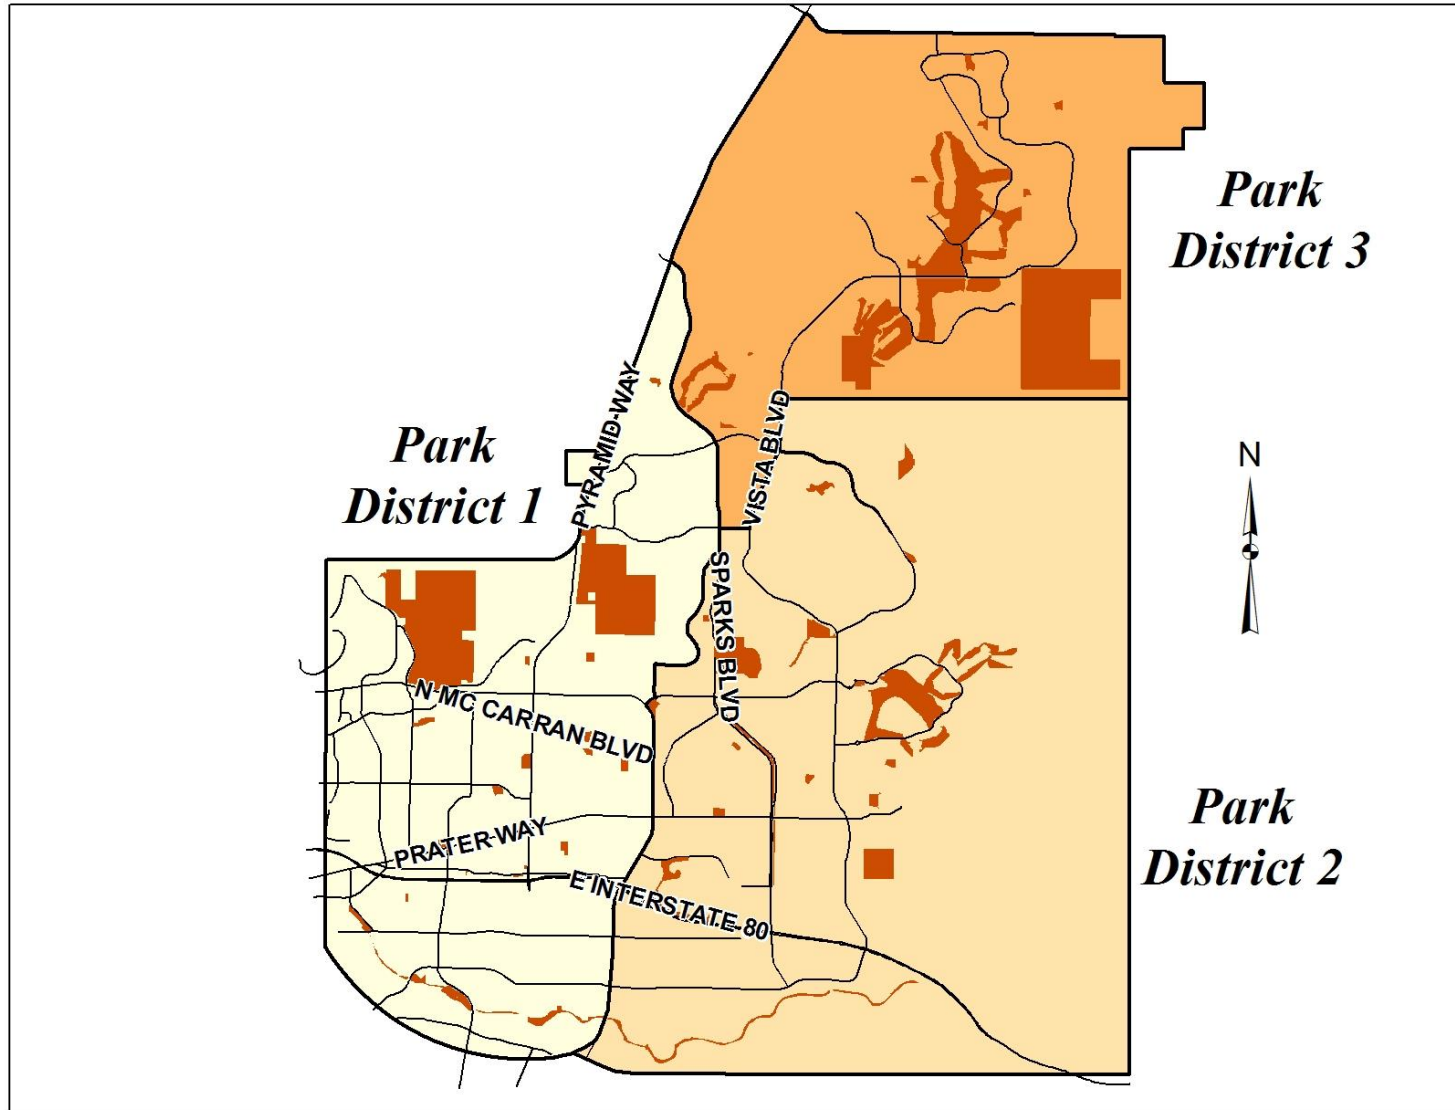 Park
District 3
PYRAMID WAY
Park
District 1
VISTA BLVD
N
SPARKS BLVD
N MC CARRAN BLVD
Park
District 2
PRATER WAY
E INTERSTATE 80